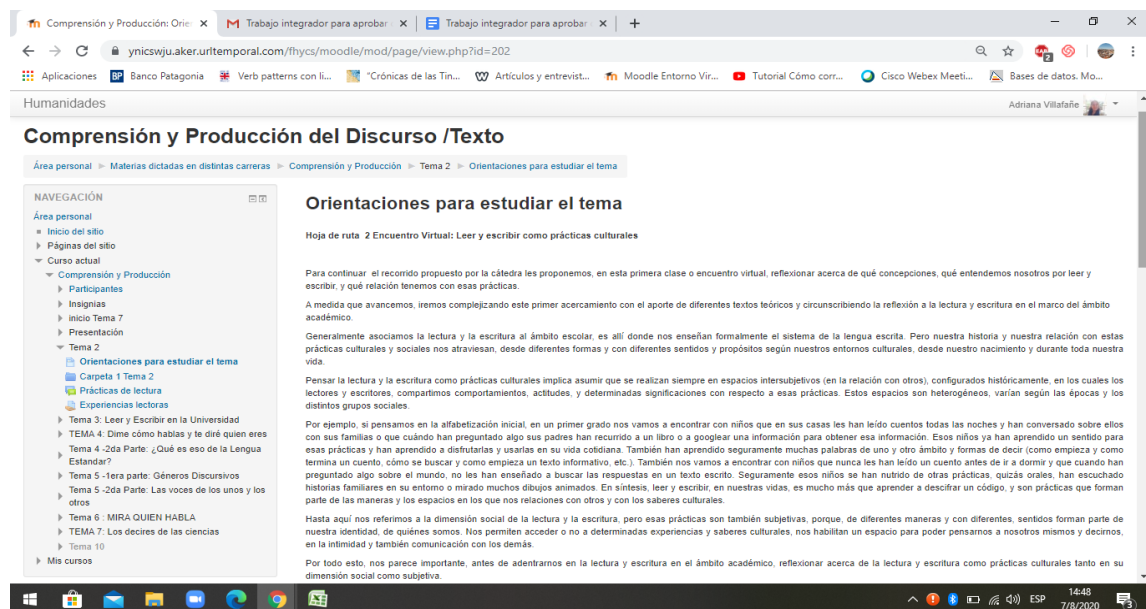 Comprensión y Producción: Orie
Trabajo integrador para aprobar
Trabajo integrador para aprobar
ynicswju.aker.urltemporal.com/fhycs/moodle/mod/page/view.php?id=202
Aplicaciones
Banco Patagonia
Verb patterns con li...
"Crónicas de las Tin...
Artículos y entrevist...
Moodle Entorno Vir...
Tutorial Cómo corr...
Cisco Webex Meeti...
Bases de datos. Mo...
Humanidades
Adriana Villafañe
Comprensión y Producción del Discurso /Texto
Área personal
Materias dictadas en distintas carreras
Comprensión y Producción
Tema 2
Orientaciones para estudiar el tema
NAVEGACIÓN
Área personal
Inicio del sitio
Páginas del sitio
Curso actual
Comprensión y Producción
Participantes
Insignias
inicio Tema 7
Presentación
Tema 2
Orientaciones para estudiar el tema
Carpeta 1 Tema 2
Prácticas de lectura
Experiencias lectoras
Tema 3: Leer y Escribir en la Universidad
TEMA 4: Dime cómo hablas y te diré quien eres
Tema 4 -2da Parte: ¿Qué es eso de la Lengua
Estandar?
Tema 5 -1era parte: Géneros Discursivos
Tema 5 -2da Parte: Las voces de los unos y los
otros
Tema 6 : MIRA QUIEN HABLA
TEMA 7: Los decires de las ciencias
Tema 10
Mis cursos
Orientaciones para estudiar el tema
Hoja de ruta 2 Encuentro Virtual: Leer y escribir como prácticas culturales
Para continuar el recorrido propuesto por la cátedra les proponemos, en esta primera clase o encuentro virtual, reflexionar acerca de qué concepciones, qué entendemos nosotros por leer y
escribir, y qué relación tenemos con esas prácticas.
A medida que avancemos, iremos complejizando este primer acercamiento con el aporte de diferentes textos teóricos y circunscribiendo la reflexión a la lectura y escritura en el marco del ámbito
académico.
Generalmente asociamos la lectura y la escritura al ámbito escolar, es allí donde nos enseñan formalmente el sistema de la lengua escrita. Pero nuestra historia y nuestra relación con estas
prácticas culturales y sociales nos atraviesan, desde diferentes formas y con diferentes sentidos y propósitos según nuestros entornos culturales, desde nuestro nacimiento y durante toda nuestra
vida.
Pensar la lectura y la escritura como prácticas culturales implica asumir que se realizan siempre en espacios intersubjetivos (en la relación con otros), configurados históricamente, en los cuales los
lectores y escritores, compartimos comportamientos, actitudes, y determinadas significaciones con respecto a esas prácticas. Estos espacios son heterogéneos, varían según las épocas y los
distintos grupos sociales.
Por ejemplo, si pensamos en la alfabetización inicial, en un primer grado nos vamos a encontrar con niños que en sus casas les han leído cuentos todas las noches y han conversado sobre ellos
con sus familias o que cuándo han preguntado algo sus padres han recurrido a un libro o a googlear una información para obtener esa información. Esos niños ya han aprendido un sentido para
esas prácticas y han aprendido a disfrutarlas y usarlas en su vida cotidiana. También han aprendido seguramente muchas palabras de uno y otro ámbito y formas de decir (como empieza y como
termina un cuento, cómo se buscar y como empieza un texto informativo, etc.). También nos vamos a encontrar con niños que nunca les han leído un cuento antes de ir a dormir y que cuando han
preguntado algo sobre el mundo, no les han enseñado a buscar las respuestas en un texto escrito. Seguramente esos niños se han nutrido de otras prácticas, quizás orales, han escuchado
historias familiares en su entorno o mirado muchos dibujos animados. En síntesis, leer y escribir, en nuestras vidas, es mucho más que aprender a descifrar un código, y son prácticas que forman
parte de las maneras y los espacios en los que nos relaciones con otros y con los saberes culturales.
Hasta aquí nos referimos a la dimensión social de la lectura y la escritura, pero esas prácticas son también subjetivas, porque, de diferentes maneras y con diferentes, sentidos forman parte de
nuestra identidad, de quiénes somos. Nos permiten acceder o no a determinadas experiencias y saberes culturales, nos habilitan un espacio para poder pensarnos a nosotros mismos y decirnos,
en la intimidad y también comunicación con los demás.
Por todo esto, nos parece importante, antes de adentrarnos en la lectura y escritura en el ámbito académico, reflexionar acerca de la lectura y escritura como prácticas culturales tanto en su
dimensión social como subjetiva.
ESP
14:48
7/8/2020